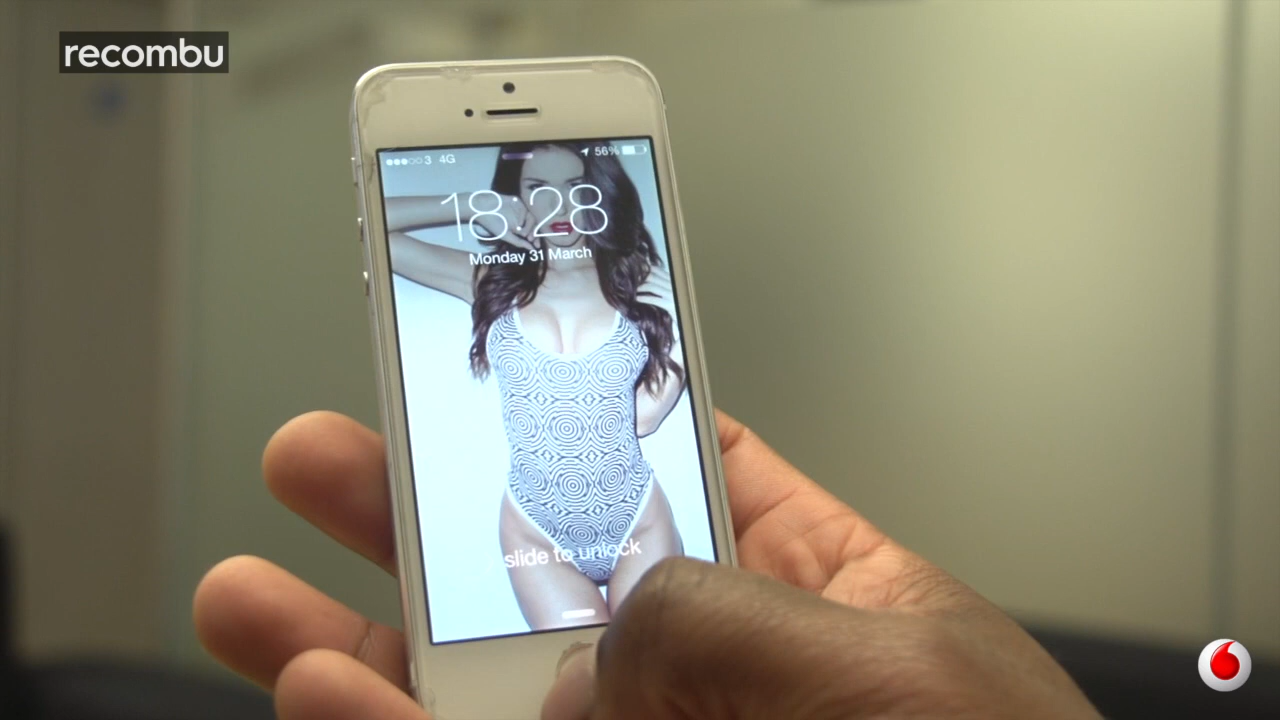 recombu
3 4G
56%
18:28
Monday 31 March
slide to unlock